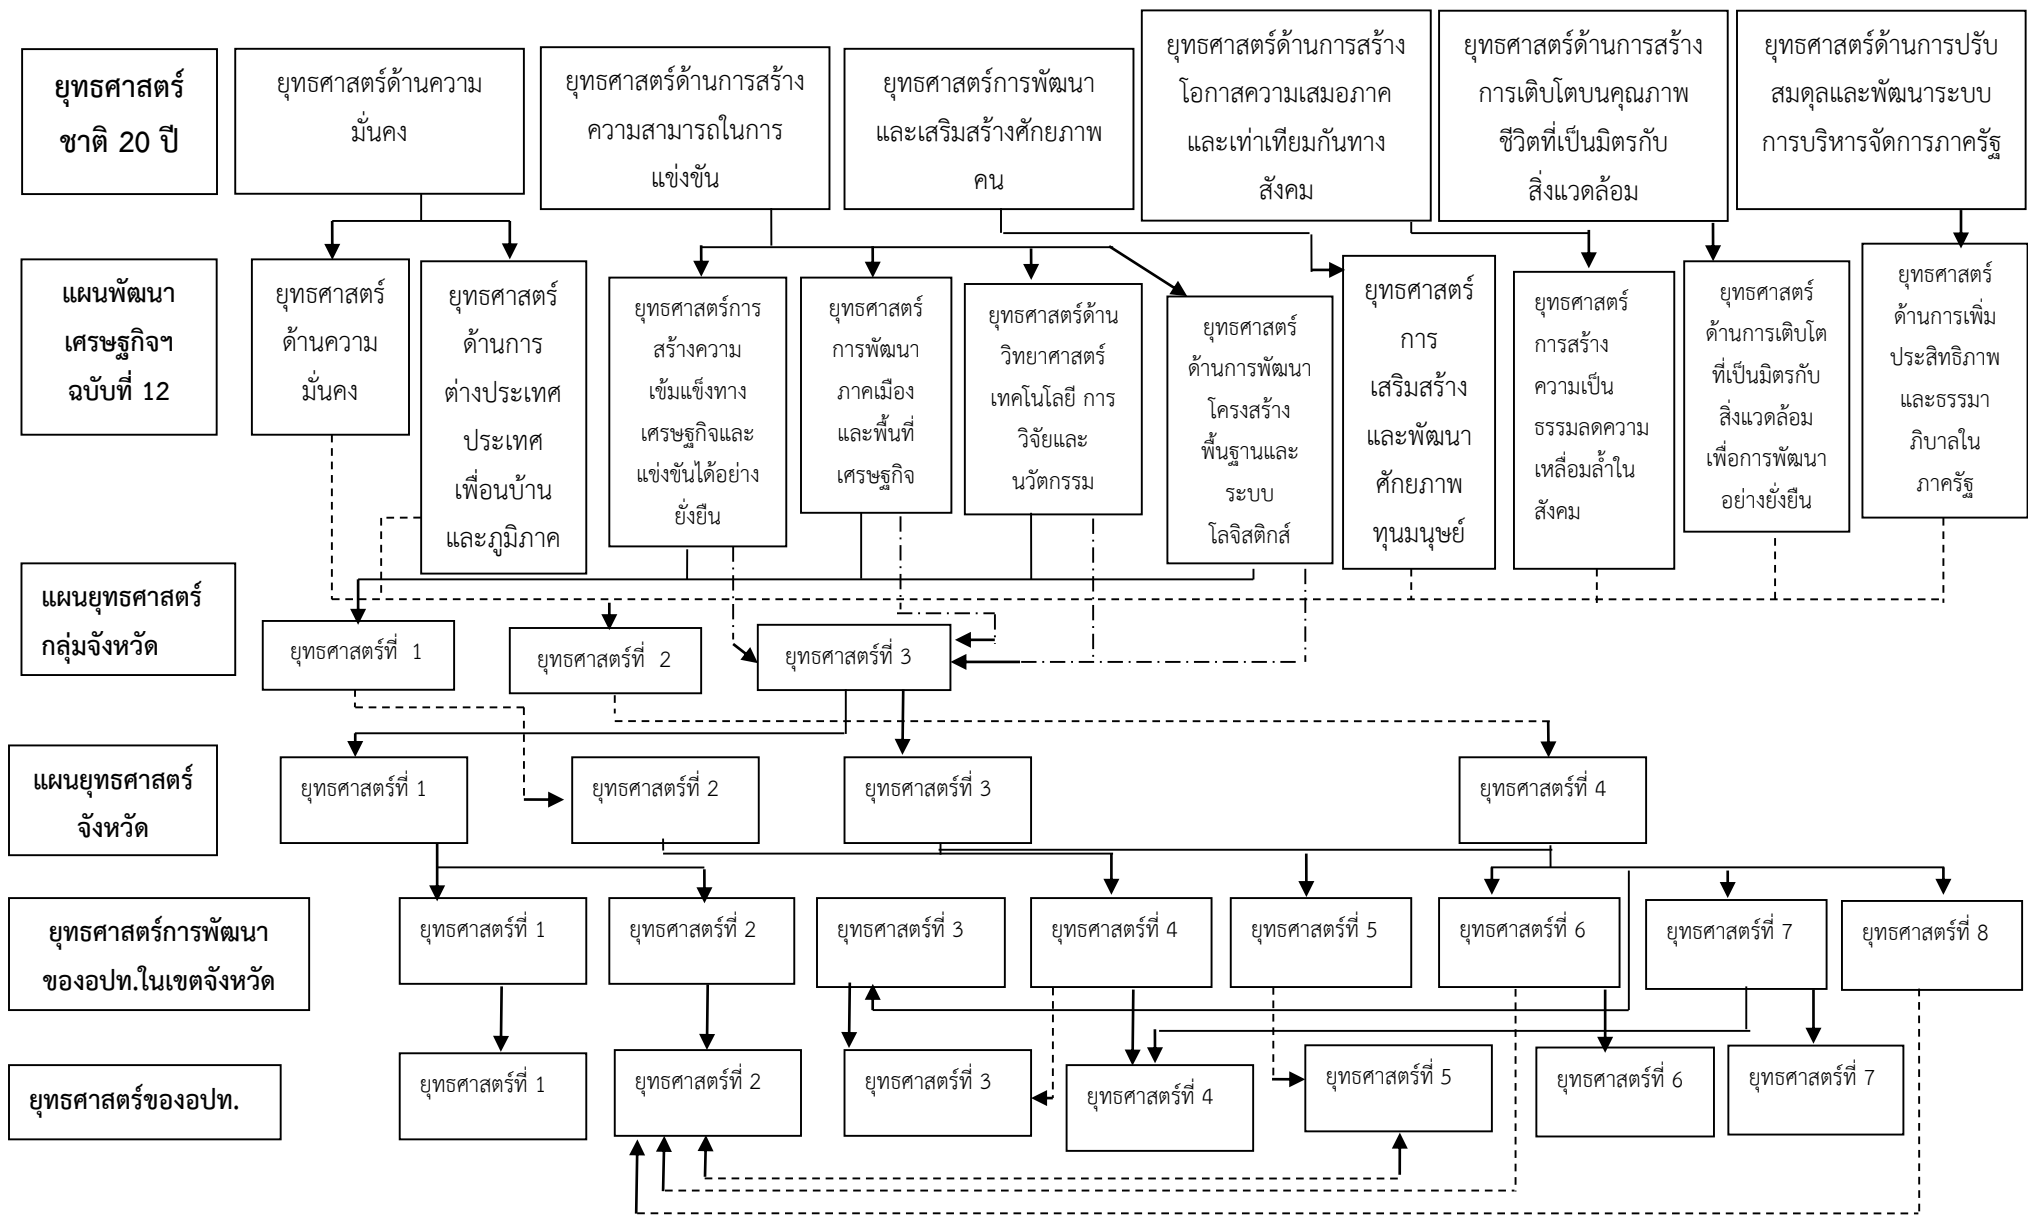 ยุทธศาสตร์
ชาติ 20 ปี
ยุทธศาสตร์ด้านความ
มั่นคง
ยุทธศาสตร์ด้านการสร้าง
ความสามารถในการ
แข่งขัน
ยุทธศาสตร์การพัฒนา
และเสริมสร้างศักยภาพ
คน
ยุทธศาสตร์ด้านการสร้าง
โอกาสความเสมอภาค
และเท่าเทียมกันทาง
สังคม
ยุทธศาสตร์ด้านการสร้าง
การเติบโตบนคุณภาพ
ชีวิตที่เป็นมิตรกับ
สิ่งแวดล้อม
ยุทธศาสตร์ด้านการปรับ
สมดุลและพัฒนาระบบ
การบริหารจัดการภาครัฐ
แผนพัฒนา
เศรษฐกิจฯ
ฉบับที่ 12
ยุทธศาสตร์
ด้านความ
มั่นคง
ยุทธศาสตร์
ด้านการ
ต่างประเทศ
ประเทศ
เพื่อนบ้าน
และภูมิภาค
ยุทธศาสตร์การ
สร้างความ
เข้มแข็งทาง
เศรษฐกิจและ
แข่งขันได้อย่าง
ยั่งยืน
ยุทธศาสตร์
การพัฒนา
ภาคเมือง
และพื้นที่
เศรษฐกิจ
ยุทธศาสตร์ด้าน
วิทยาศาสตร์
เทคโนโลยี การ
วิจัยและ
นวัตกรรม
ยุทธศาสตร์
ด้านการพัฒนา
โครงสร้าง
พื้นฐานและ
ระบบ
โลจิสติกส์
ยุทธศาสตร์
การ
เสริมสร้าง
และพัฒนา
ศักยภาพ
ทุนมนุษย์
ยุทธศาสตร์
การสร้าง
ความเป็น
ธรรมลดความ
เหลื่อมล้ำใน
สังคม
ยุทธศาสตร์
ด้านการเติบโต
ที่เป็นมิตรกับ
สิ่งแวดล้อม
เพื่อการพัฒนา
อย่างยั่งยืน
ยุทธศาสตร์
ด้านการเพิ่ม
ประสิทธิภาพ
และธรรมา
ภิบาลใน
ภาครัฐ
แผนยุทธศาสตร์
กลุ่มจังหวัด
ยุทธศาสตร์ที่ 1
ยุทธศาสตร์ที่ 2
ยุทธศาสตร์ที่ 3
แผนยุทธศาสตร์
จังหวัด
ยุทธศาสตร์ที่ 1
ยุทธศาสตร์ที่ 2
ยุทธศาสตร์ที่ 3
ยุทธศาสตร์ที่ 4
ยุทธศาสตร์การพัฒนา
ของอปท.ในเขตจังหวัด
ยุทธศาสตร์ที่ 1
ยุทธศาสตร์ที่ 2
ยุทธศาสตร์ที่ 3
ยุทธศาสตร์ที่ 4
ยุทธศาสตร์ที่ 5
ยุทธศาสตร์ที่ 6
ยุทธศาสตร์ที่ 7
ยุทธศาสตร์ที่ 8
ยุทธศาสตร์ของอปท.
ยุทธศาสตร์ที่ 1
ยุทธศาสตร์ที่ 2
ยุทธศาสตร์ที่ 3
ยุทธศาสตร์ที่ 4
ยุทธศาสตร์ที่ 5
ยุทธศาสตร์ที่ 6
ยุทธศาสตร์ที่ 7